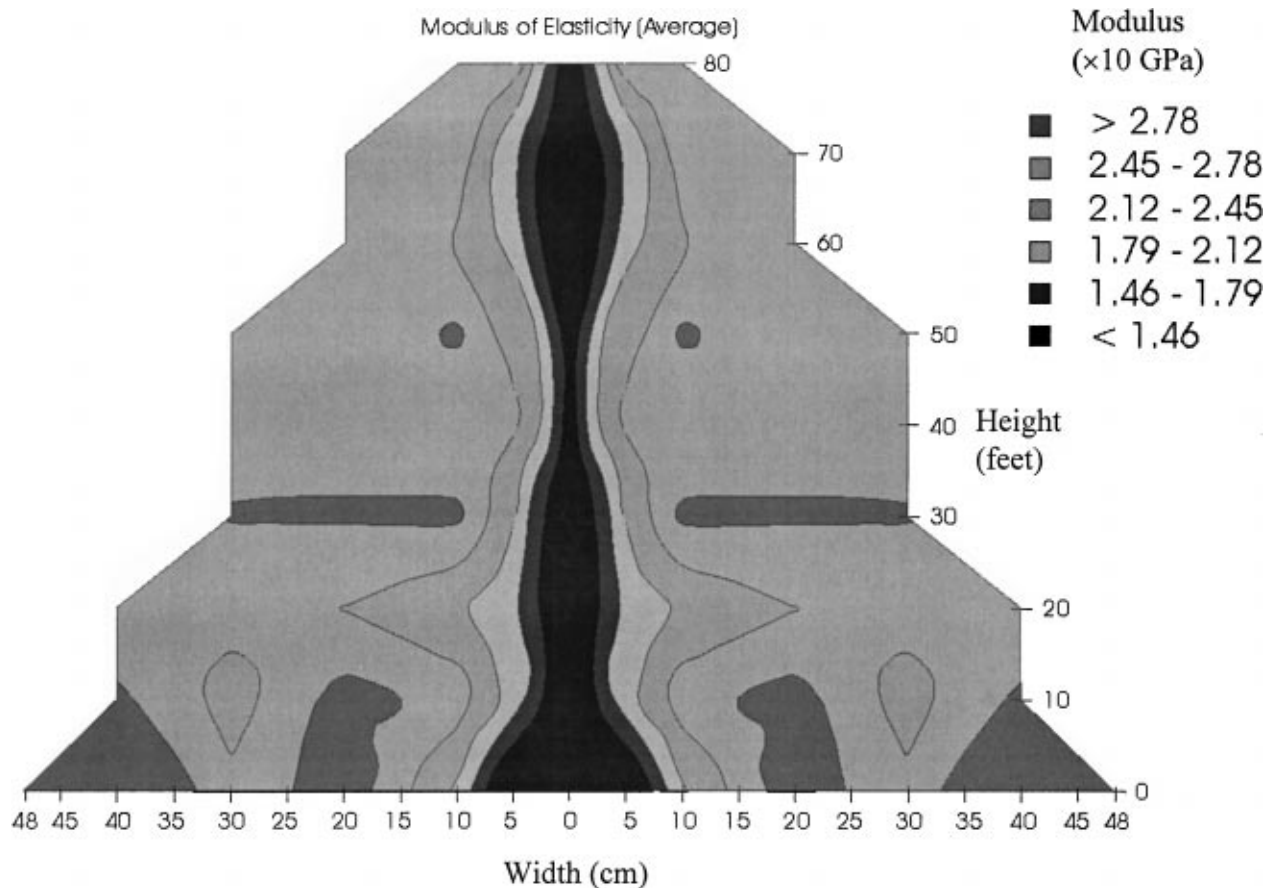 Modulus of Elasticity (Average)
Modulus
(×10 GPa)
> 2.78
2.45 - 2.78
2.12 - 2.45
1.79 - 2.12
1.46 - 1.79
< 1.46
80
70
60
50
40
30
20
10
0
Height
(feet)
48 45 40 35 30 25 20 15 10 5 0 5 10 15 20 25 30 35 40 45 48
Width (cm)